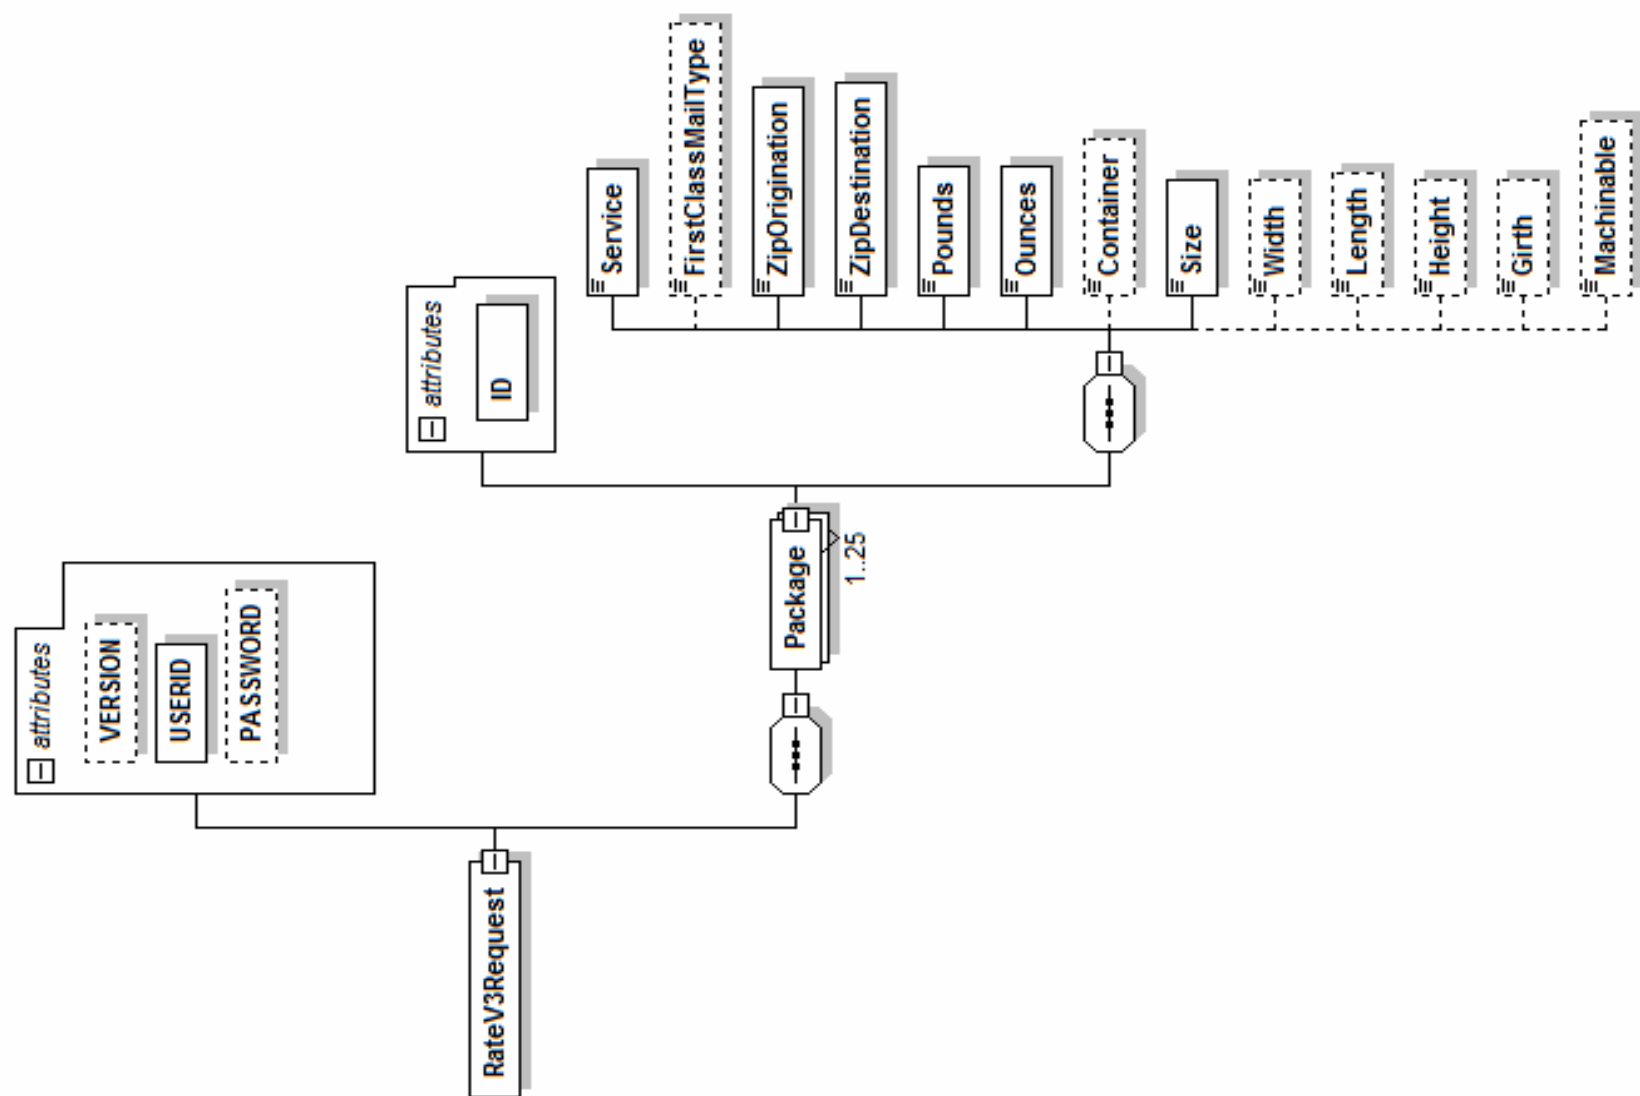 RateV3Request
attributes
VERSION
USERID
PASSWORD
Package
1..25
attributes
ID
Service
FirstClassMailType
ZipOrigination
ZipDestination
Pounds
Ounces
Container
Size
Width
Length
Height
Girth
Machinable